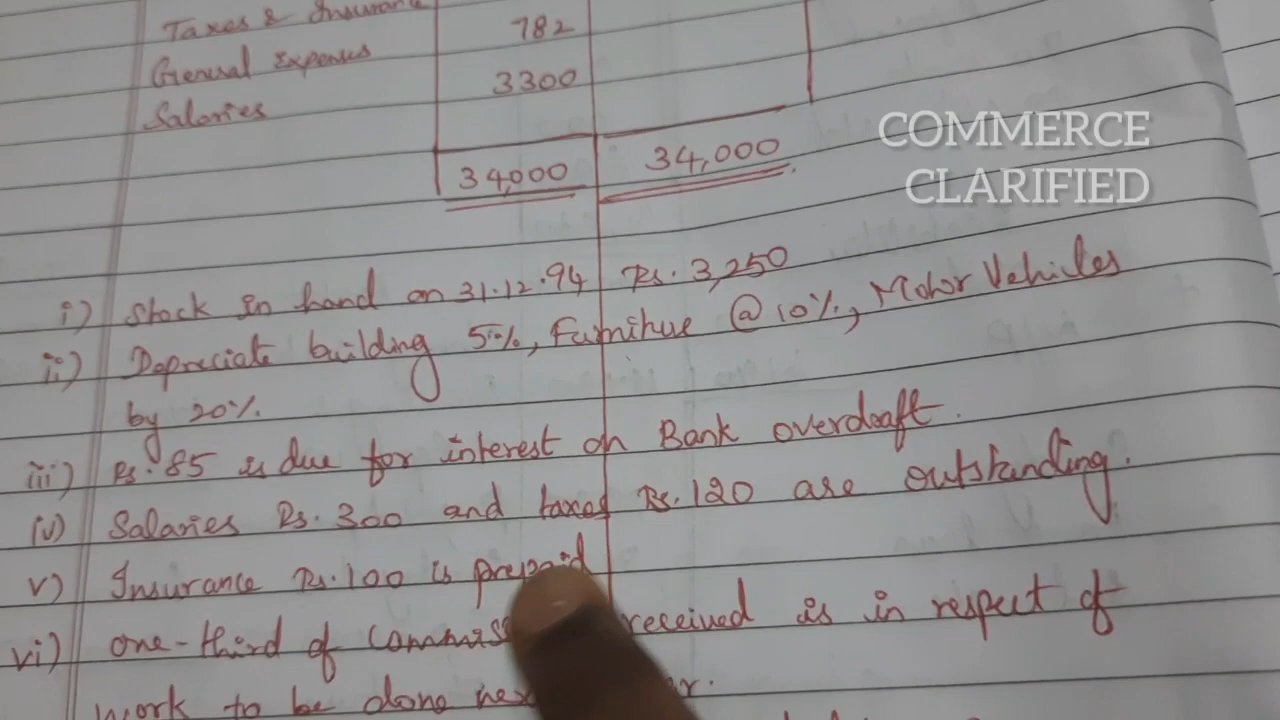 Taxes & Insuranc
General Expenses 782
Salaries 3300
34,000 34,000
COMMERCE
CLARIFIED
i) Stock in hand on 31.12.94 Rs. 3,250
ii) Depreciate building 5%, Furniture @ 10%, Motor Vehicles
by 20%.
iii) Rs. 85 is due for interest on Bank overdraft.
iv) Salaries Rs. 300 and taxes Rs. 120 are outstanding.
v) Insurance Rs. 100 is prepaid
vi) one-third of received is in respect of
work to be done